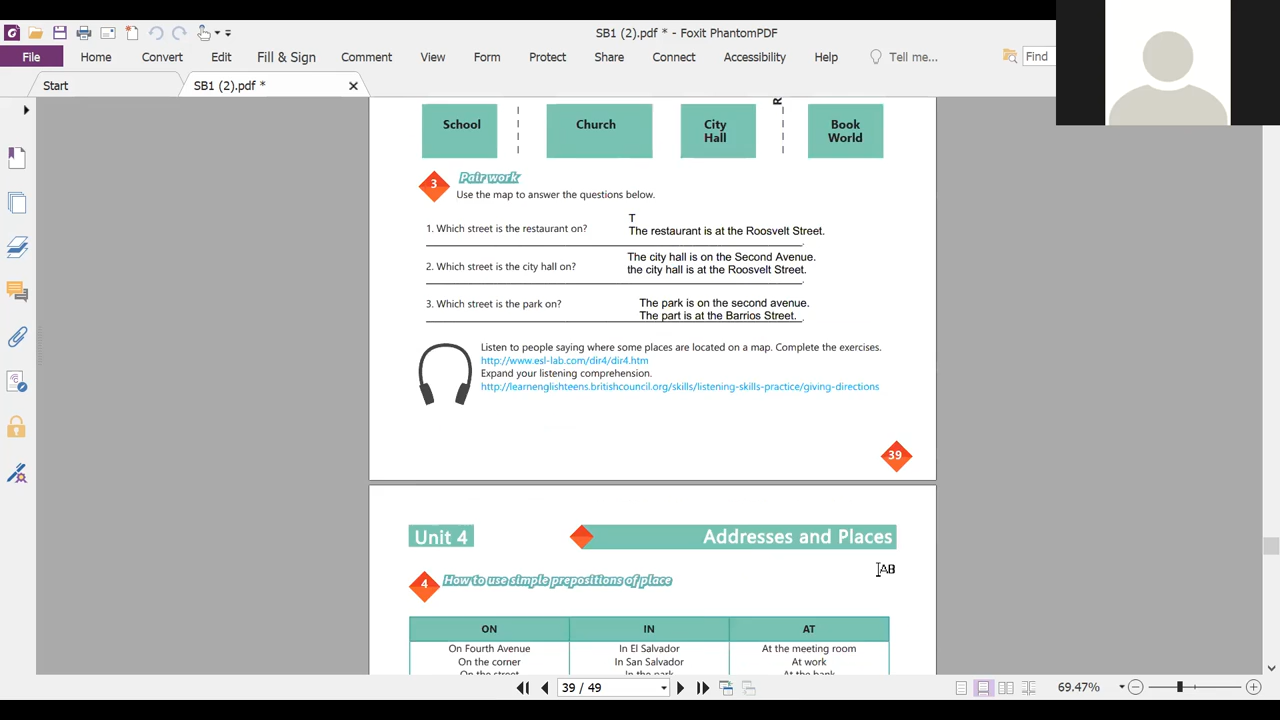 SB1 (2).pdf * - Foxit PhantomPDF
File Home Convert Edit Fill & Sign Comment View Form Protect Share Connect Accessibility Help Tell me... Find
Start SB1 (2).pdf *
School Church City Hall Book World
R
3 Pair work
Use the map to answer the questions below.
T
1. Which street is the restaurant on? The restaurant is at the Roosvelt Street.
The city hall is on the Second Avenue.
2. Which street is the city hall on? the city hall is at the Roosvelt Street.
3. Which street is the park on? The park is on the second avenue.
The part is at the Barrios Street.
Listen to people saying where some places are located on a map. Complete the exercises.
http://www.esl-lab.com/dir4/dir4.htm
Expand your listening comprehension.
http://learnenglishteens.britishcouncil.org/skills/listening-skills-practice/giving-directions
39
Unit 4 Addresses and Places
AB
4 How to use simple prepositions of place
ON IN AT
On Fourth Avenue In El Salvador At the meeting room
On the corner In San Salvador At work
On the street In the park At the bank
39 / 49 69.47%